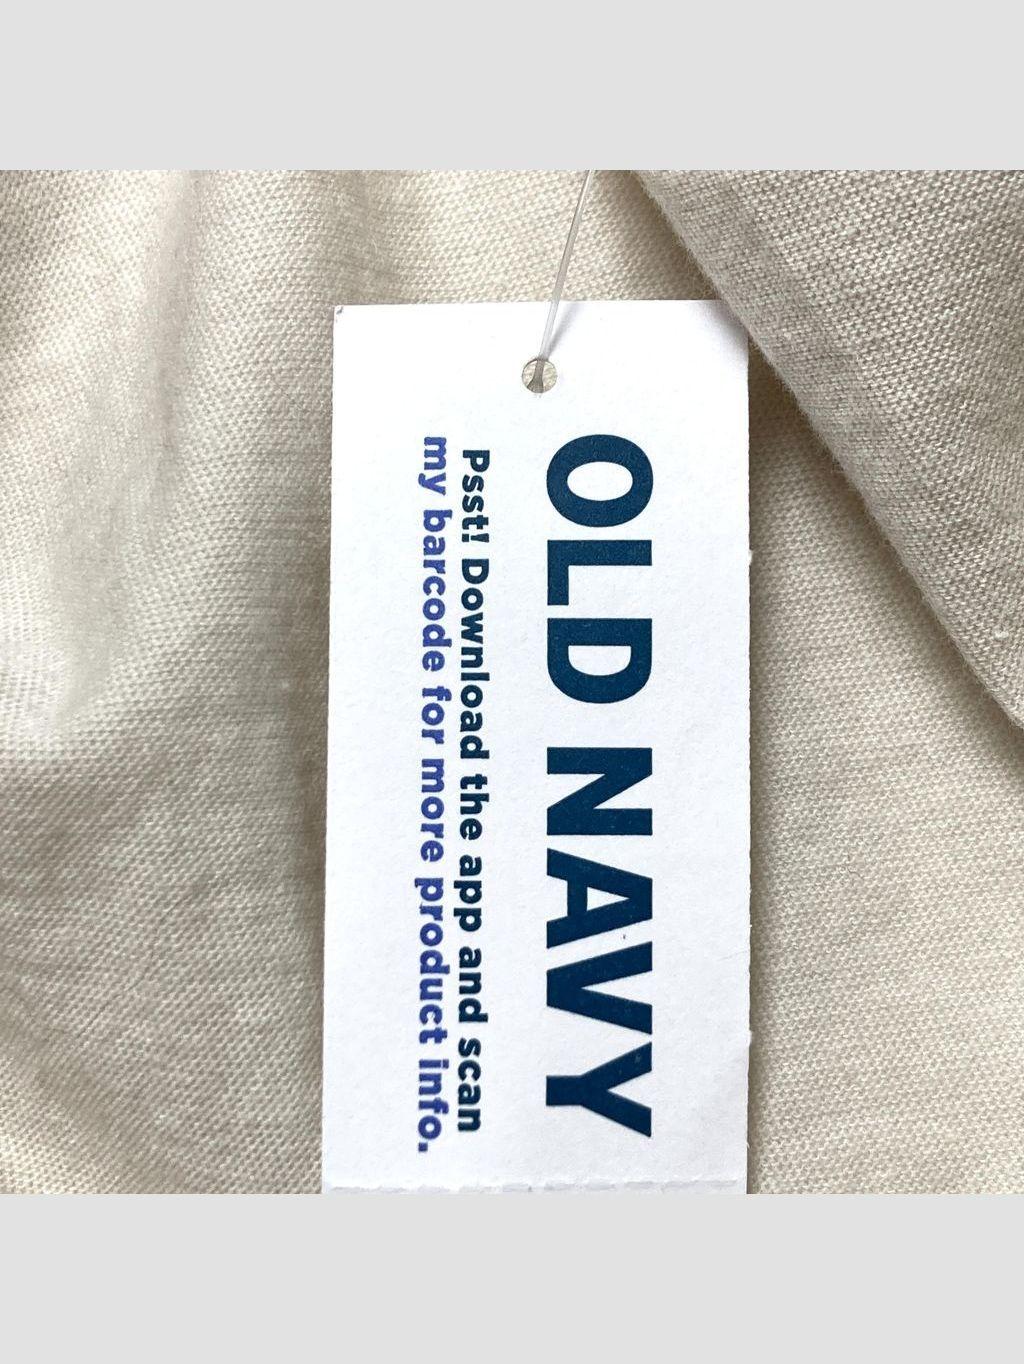 OLD NAVY
Psst! Download the app and scan
my barcode for more product info.